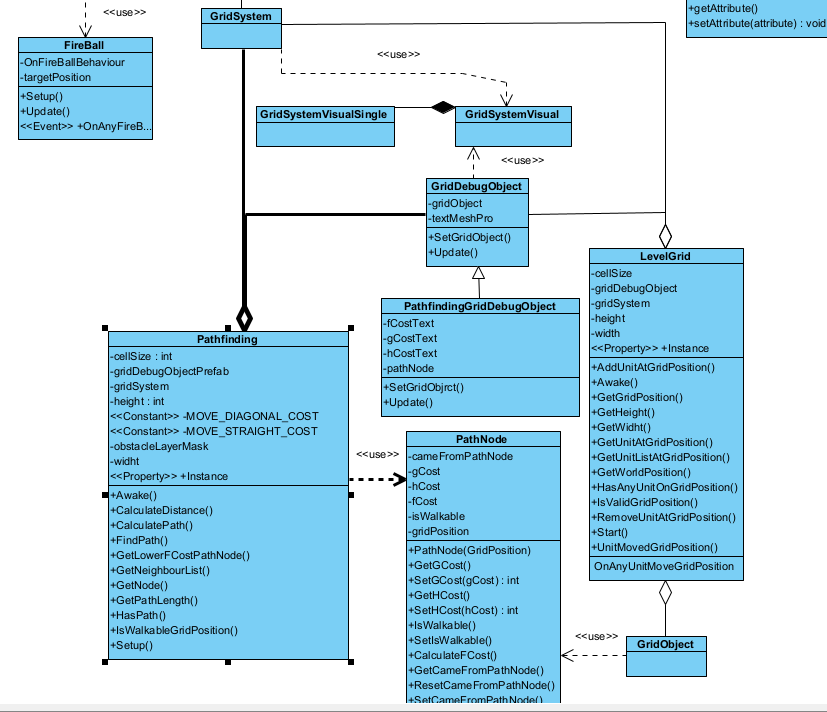 <<use>>
GridSystem
+getAttribute()
+setAttribute(attribute) : void
FireBall
-OnFireBallBehaviour
-targetPosition
+Setup()
+Update()
<<Event>> +OnAnyFireB...
<<use>>
GridSystemVisualSingle
GridSystemVisual
<<use>>
GridDebugObject
-gridObject
-textMeshPro
+SetGridObject()
+Update()
LevelGrid
-cellSize
-gridDebugObject
-gridSystem
-height
-width
<<Property>> +Instance
+AddUnitAtGridPosition()
+Awake()
+GetGridPosition()
+GetHeight()
+GetWidht()
+GetUnitAtGridPosition()
+GetUnitListAtGridPosition()
+GetWorldPosition()
+HasAnyUnitOnGridPosition()
+IsValidGridPosition()
+RemoveUnitAtGridPosition()
+Start()
+UnitMovedGridPosition()
OnAnyUnitMoveGridPosition
PathfindingGridDebugObject
-fCostText
-gCostText
-hCostText
-pathNode
+SetGridObjrct()
+Update()
Pathfinding
-cellSize : int
-gridDebugObjectPrefab
-gridSystem
-height : int
<<Constant>> -MOVE_DIAGONAL_COST
<<Constant>> -MOVE_STRAIGHT_COST
-obstacleLayerMask
-widht
<<Property>> +Instance
+Awake()
+CalculateDistance()
+CalculatePath()
+FindPath()
+GetLowerFCostPathNode()
+GetNeighbourList()
+GetNode()
+GetPathLength()
+HasPath()
+IsWalkableGridPosition()
+Setup()
<<use>>
PathNode
-cameFromPathNode
-gCost
-hCost
-fCost
-isWalkable
-gridPosition
+PathNode(GridPosition)
+GetGCost()
+SetGCost(gCost) : int
+GetHCost()
+SetHCost(hCost) : int
+IsWalkable()
+SetIsWalkable()
+CalculateFCost()
+GetCameFromPathNode()
+ResetCameFromPathNode()
+SetCameFromPathNode()
<<use>>
GridObject